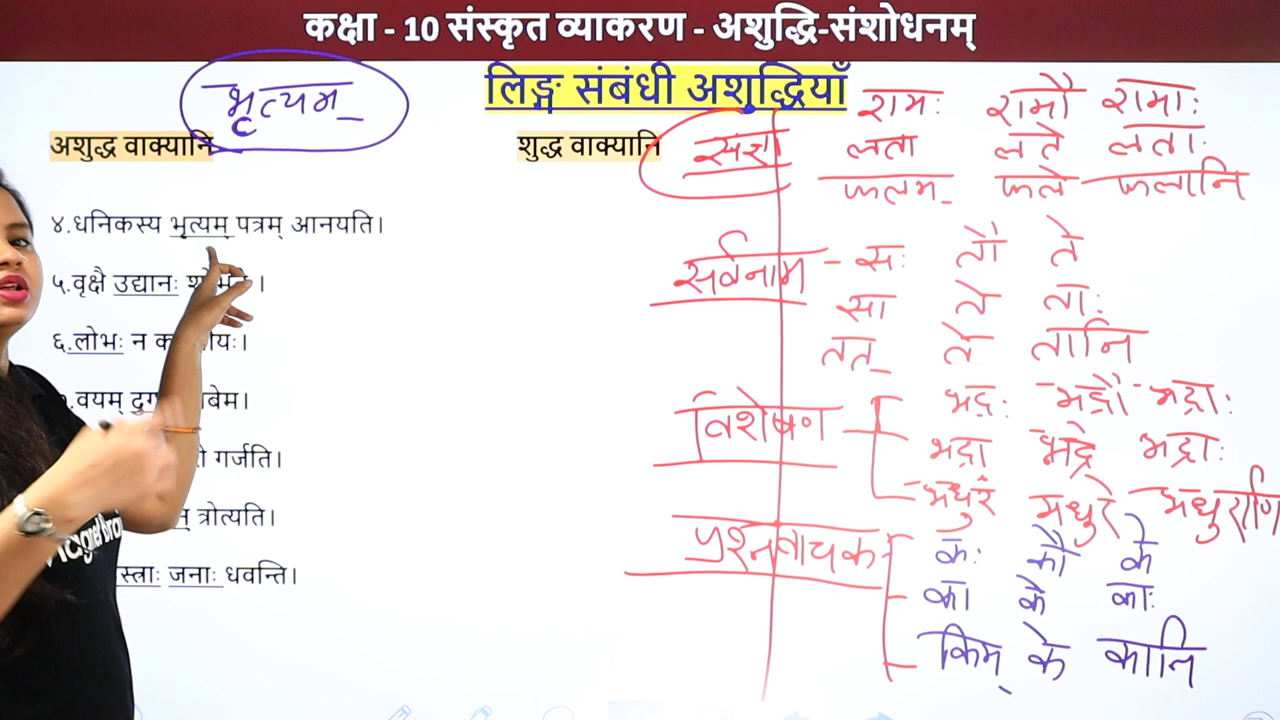 कक्षा - 10 संस्कृत व्याकरण - अशुद्धि-संशोधनम्
लिङ्ग संबंधी अशुद्धियाँ
भृत्यम्
अशुद्ध वाक्यानि
शुद्ध वाक्यानि
४.धनिकस्य भृत्यम् पत्रम् आनयति।
५.वृक्षै उद्यानः
६.लोभः न
वयम्
गर्जति।
त्रोत्यति।
जनाः धवन्ति।
रामः रामौ रामाः
लता लते लताः
फलम् फले फलानि
सर्वनाम - सः तौ ते
सा ते ताः
तत् ते तानि
विशेषण
भद्रः भद्रौ भद्राः
भद्रा भद्रे भद्राः
मधुरं मधुरे मधुराणि
प्रश्नवाचक
कः कौ के
का के काः
किम् के कानि